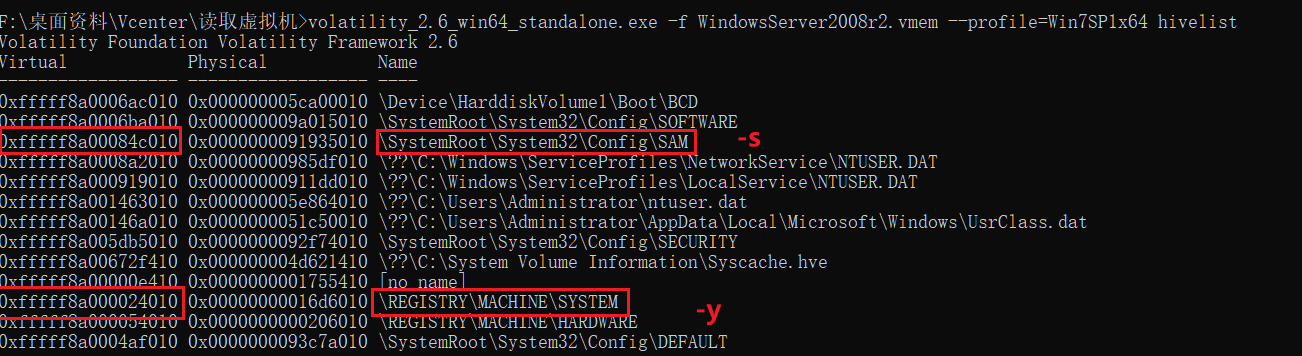 F:\桌面资料\Vcenter\读取虚拟机>volatility_2.6_win64_standalone.exe -f WindowsServer2008r2.vmem --profile=Win7SP1x64 hivelist
Volatility Foundation Volatility Framework 2.6
Virtual            Physical           Name
------------------ ------------------ ----
0xfffff8a0006ac010 0x000000005ca00010 \Device\HarddiskVolume1\Boot\BCD
0xfffff8a0006ba010 0x000000009a015010 \SystemRoot\System32\Config\SOFTWARE
0xfffff8a00084c010 0x0000000091935010 \SystemRoot\System32\Config\SAM -s
0xfffff8a0008a2010 0x00000000985df010 \??\C:\Windows\ServiceProfiles\NetworkService\NTUSER.DAT
0xfffff8a000919010 0x00000000911dd010 \??\C:\Windows\ServiceProfiles\LocalService\NTUSER.DAT
0xfffff8a001463010 0x000000005e864010 \??\C:\Users\Administrator\ntuser.dat
0xfffff8a00146a010 0x0000000051c50010 \??\C:\Users\Administrator\AppData\Local\Microsoft\Windows\UsrClass.dat
0xfffff8a005db5010 0x0000000092f74010 \SystemRoot\System32\Config\SECURITY
0xfffff8a00672f410 0x000000004d621410 \??\C:\System Volume Information\Syscache.hve
0xfffff8a00000e410 0x0000000001755410 [no name]
0xfffff8a000024010 0x00000000016d6010 \REGISTRY\MACHINE\SYSTEM -y
0xfffff8a000054010 0x0000000000206010 \REGISTRY\MACHINE\HARDWARE
0xfffff8a0004af010 0x0000000093c7a010 \SystemRoot\System32\Config\DEFAULT